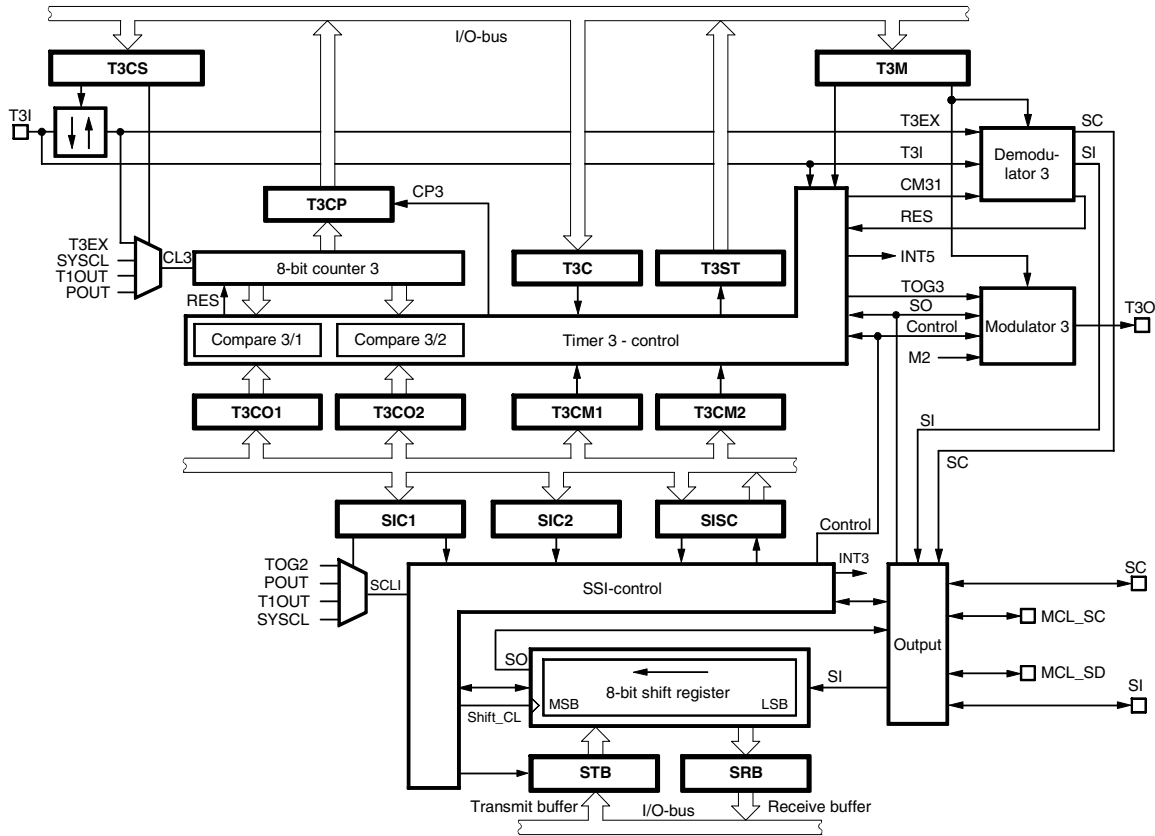 I/O-bus
T3CS
T3M
T3I
T3EX
SC
T3I
SI
Demodu-
lator 3
CM31
CP3
T3CP
RES
T3EX
SYSCL
T1OUT
POUT
CL3
8-bit counter 3
T3C
T3ST
INT5
RES
TOG3
SO
Control
M2
Modulator 3
T3O
Compare 3/1
Compare 3/2
Timer 3 - control
T3CO1
T3CO2
T3CM1
T3CM2
SI
SC
SIC1
SIC2
SISC
Control
TOG2
POUT
T1OUT
SYSCL
SCLI
SSI-control
INT3
SC
MCL_SC
Output
SO
8-bit shift register
MSB
LSB
SI
MCL_SD
SI
Shift_CL
STB
SRB
Transmit buffer
I/O-bus
Receive buffer